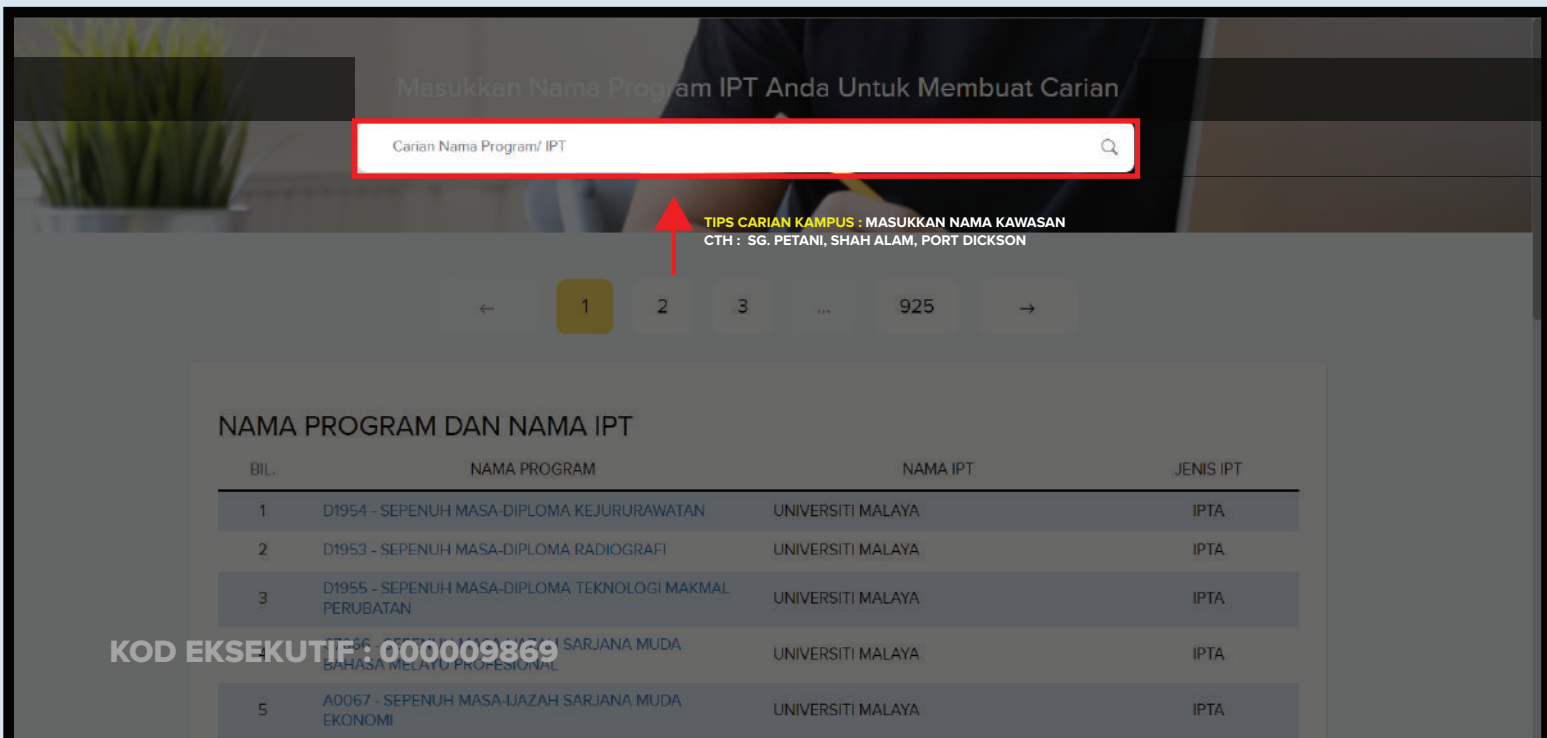 Masukkan Nama Program IPT Anda Untuk Membuat Carian
Carian Nama Program/ IPT
TIPS CARIAN KAMPUS : MASUKKAN NAMA KAWASAN
CTH : SG. PETANI, SHAH ALAM, PORT DICKSON
← 1 2 3 ... 925 →
NAMA PROGRAM DAN NAMA IPT
BIL. NAMA PROGRAM NAMA IPT JENIS IPT
1 D1954 - SEPENUH MASA-DIPLOMA KEJURURAWATAN UNIVERSITI MALAYA IPTA
2 D1953 - SEPENUH MASA-DIPLOMA RADIOGRAFI UNIVERSITI MALAYA IPTA
3 D1955 - SEPENUH MASA-DIPLOMA TEKNOLOGI MAKMAL
PERUBATAN UNIVERSITI MALAYA IPTA
SARJANA MUDA
BAHASA MELAYU PROFESIONAL UNIVERSITI MALAYA IPTA
KOD EKSEKUTIF : 000009869
5 A0067 - SEPENUH MASA-IJAZAH SARJANA MUDA
EKONOMI UNIVERSITI MALAYA IPTA